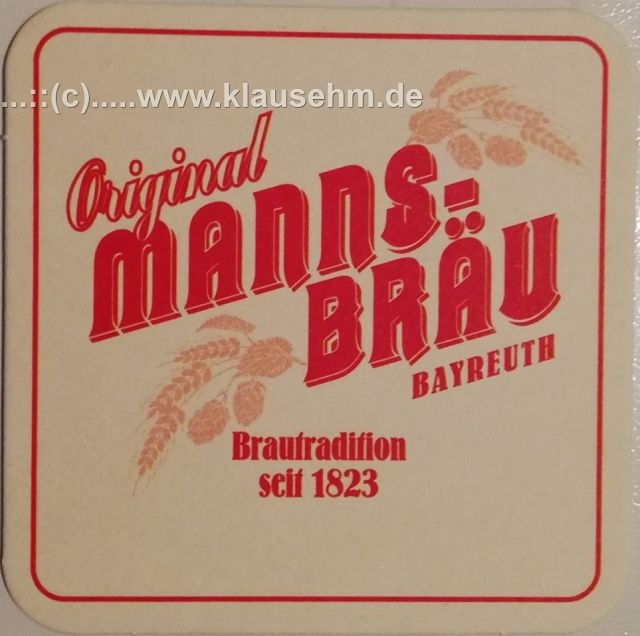 ...::(c).....www.klausehm.de
Original
MANNS-
BRÄU
BAYREUTH
Brautradition
seit 1823